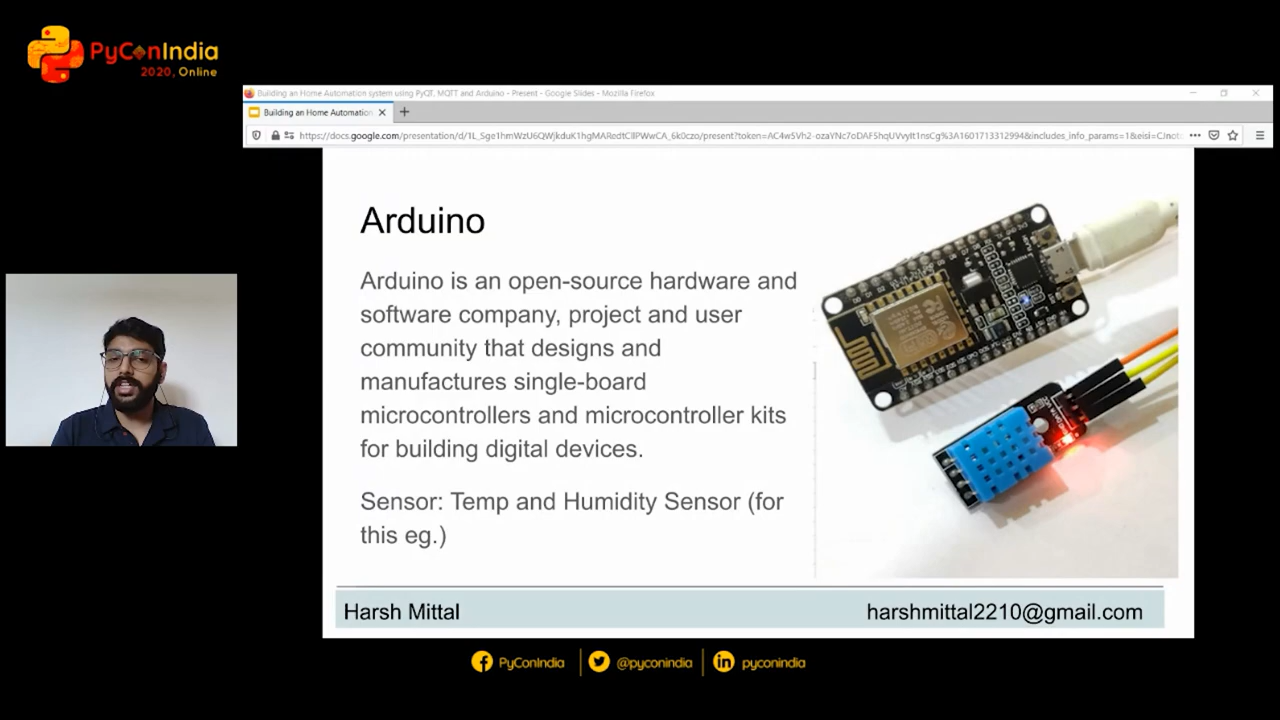 PyConIndia
2020, Online
Building an Home Automation system using PyQT, MQTT and Arduino - Present - Google Slides - Mozilla Firefox
Building an Home Automation
Arduino
Arduino is an open-source hardware and
software company, project and user
community that designs and
manufactures single-board
microcontrollers and microcontroller kits
for building digital devices.
Sensor: Temp and Humidity Sensor (for
this eg.)
Harsh Mittal
harshmittal2210@gmail.com
PyConIndia
@pyconindia
pyconindia